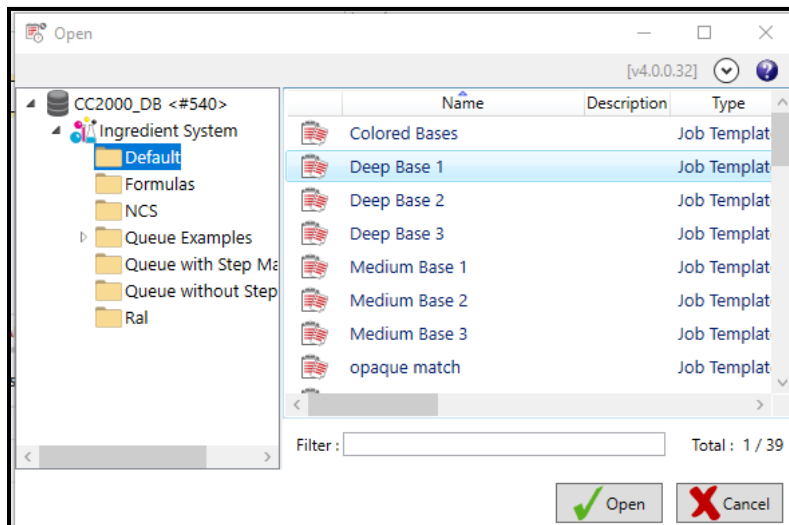 Open
[v4.0.0.32]
CC2000_DB <#540>
Ingredient System
Default
Formulas
NCS
Queue Examples
Queue with Step Ma
Queue without Step
Ral
Name Description Type
Colored Bases Job Templat
Deep Base 1 Job Templat
Deep Base 2 Job Templat
Deep Base 3 Job Templat
Medium Base 1 Job Templat
Medium Base 2 Job Templat
Medium Base 3 Job Templat
opaque match Job Templat
Filter : Total : 1 / 39
Open Cancel